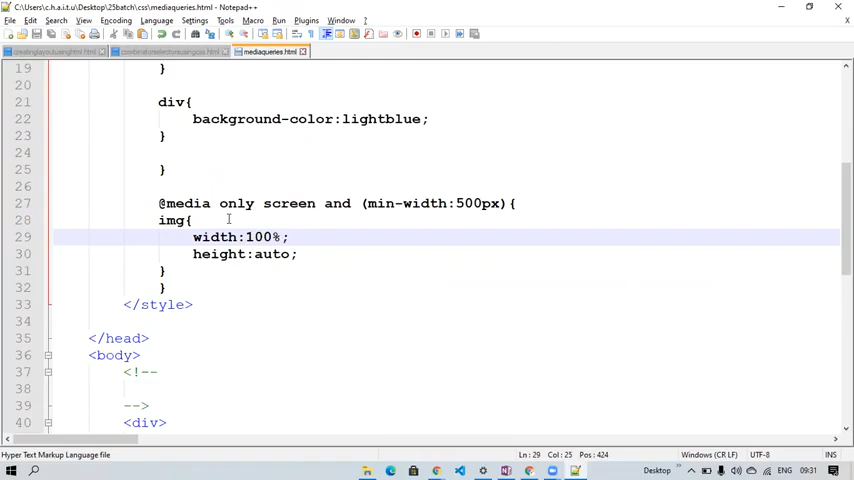 C:\Users\c.h.a.i.t.u\Desktop\25batch\css\mediaqueries.html - Notepad++
File Edit Search View Encoding Language Settings Tools Macro Run Plugins Window ?
creatinglayoutusinghtml.html combinatorselectorsusingcss.html mediaqueries.html
19 }
20
21 div{
22 background-color:lightblue;
23 }
24
25 }
26
27 @media only screen and (min-width:500px){
28 img{
29 width:100%;
30 height:auto;
31 }
32 }
33 </style>
34
35 </head>
36 <body>
37 <!--
38
39 -->
40 <div>
Hyper Text Markup Language file Ln : 29 Col : 25 Pos : 424 Windows (CR LF) UTF-8 INS
Desktop ENG 09:31